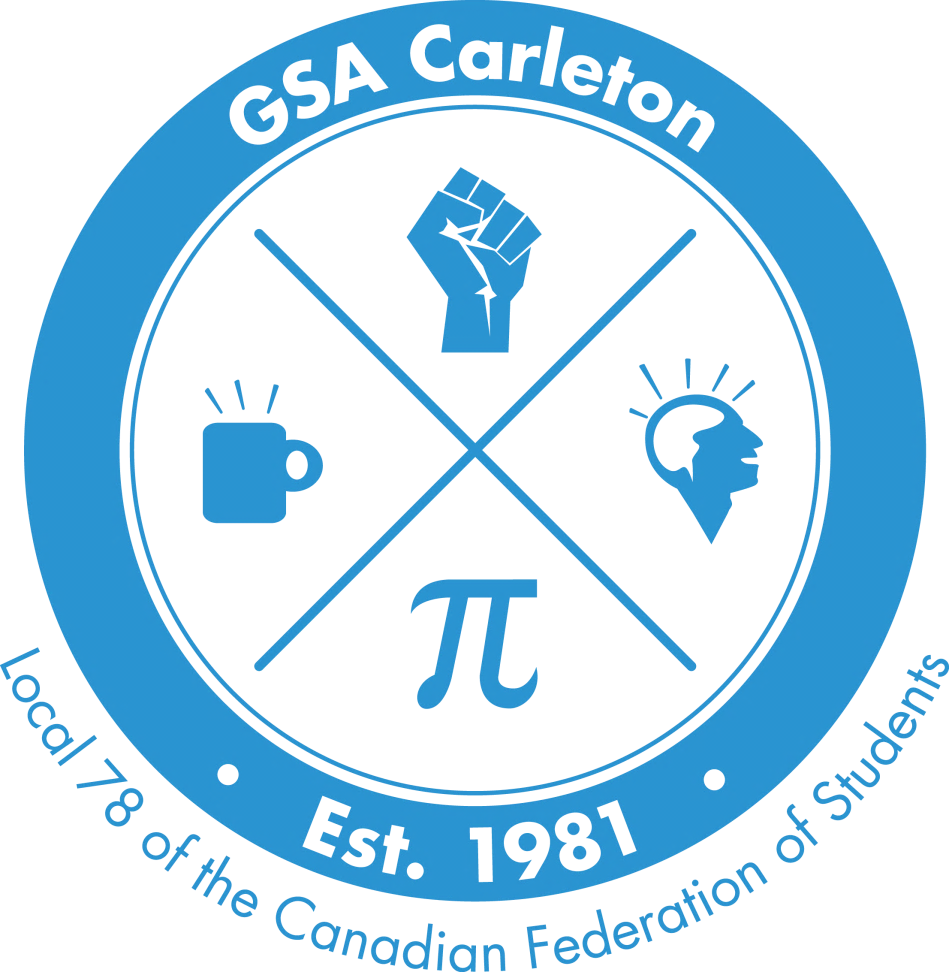 GSA Carleton
π
Est. 1981
Local 78 of the Canadian Federation of Students